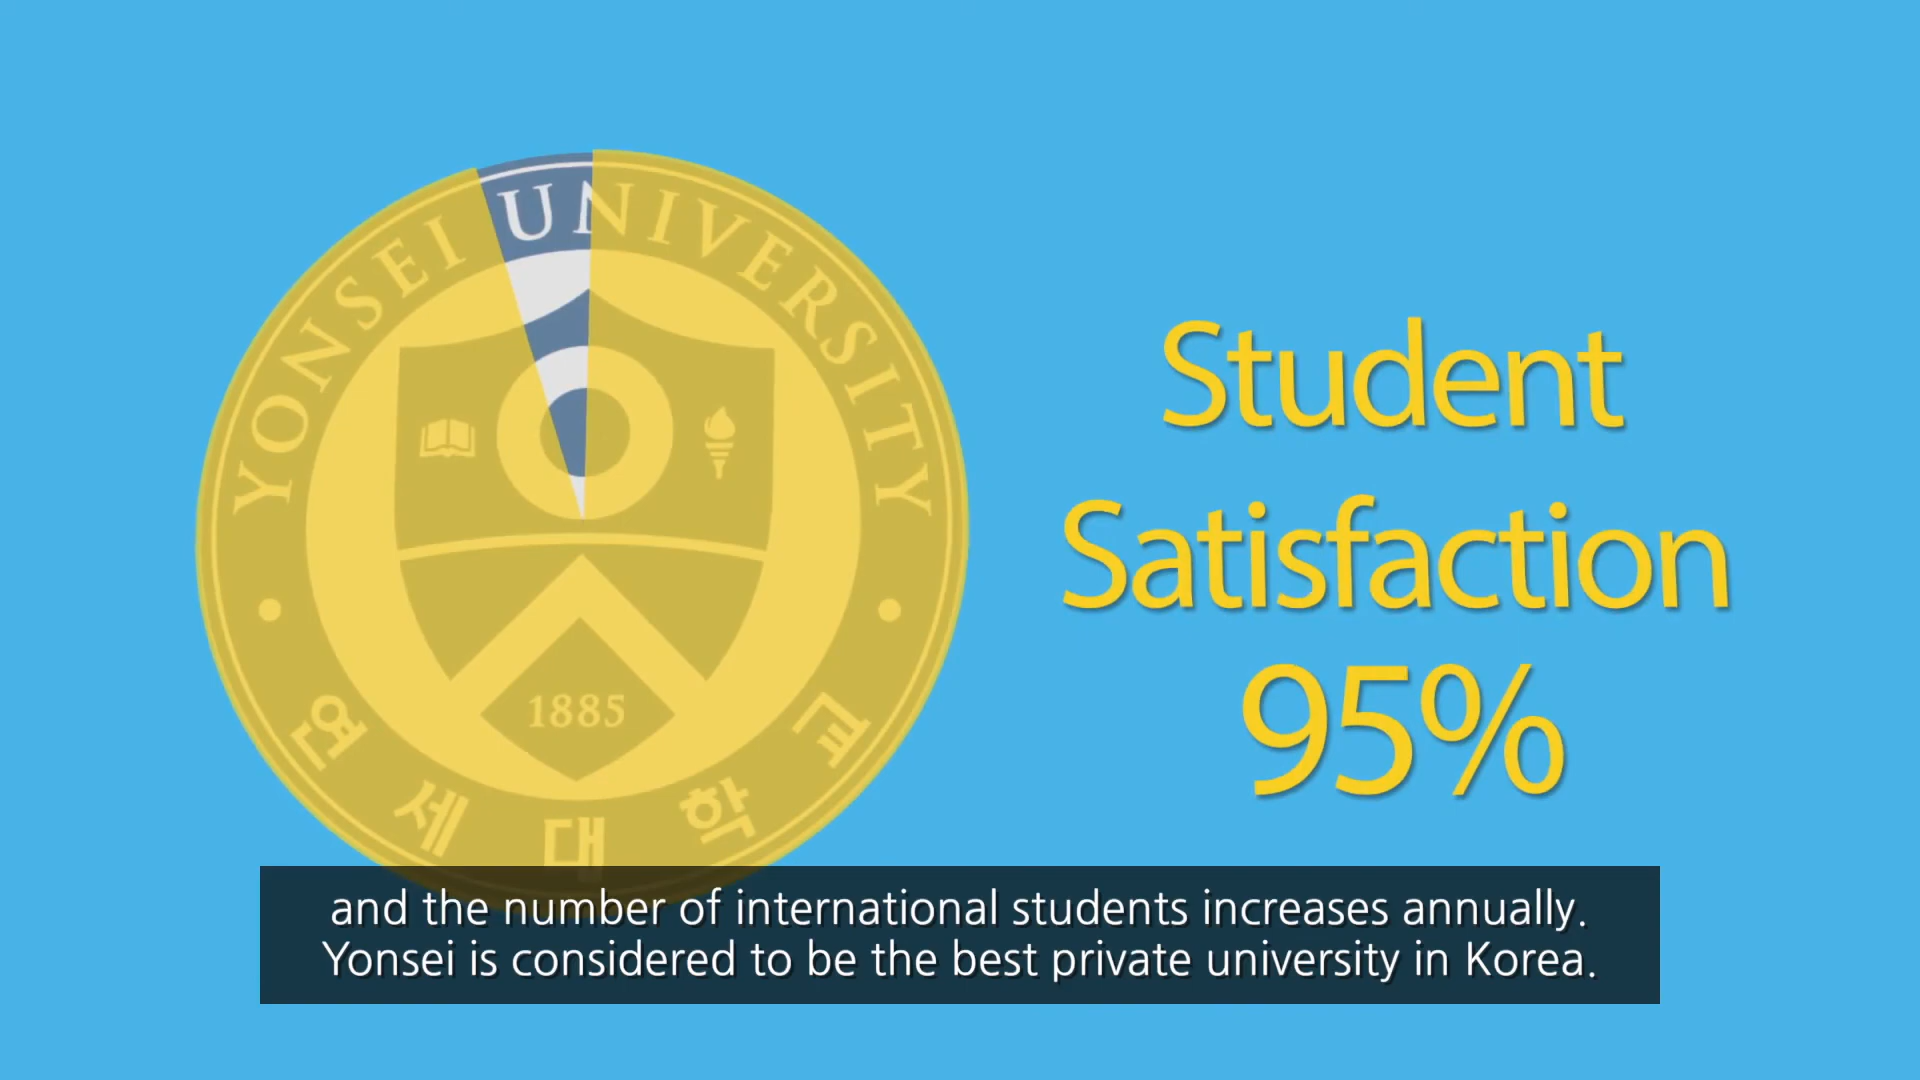 YONSEI UNIVERSITY
1885
연세대학교
Student
Satisfaction
95%
and the number of international students increases annually.
Yonsei is considered to be the best private university in Korea.